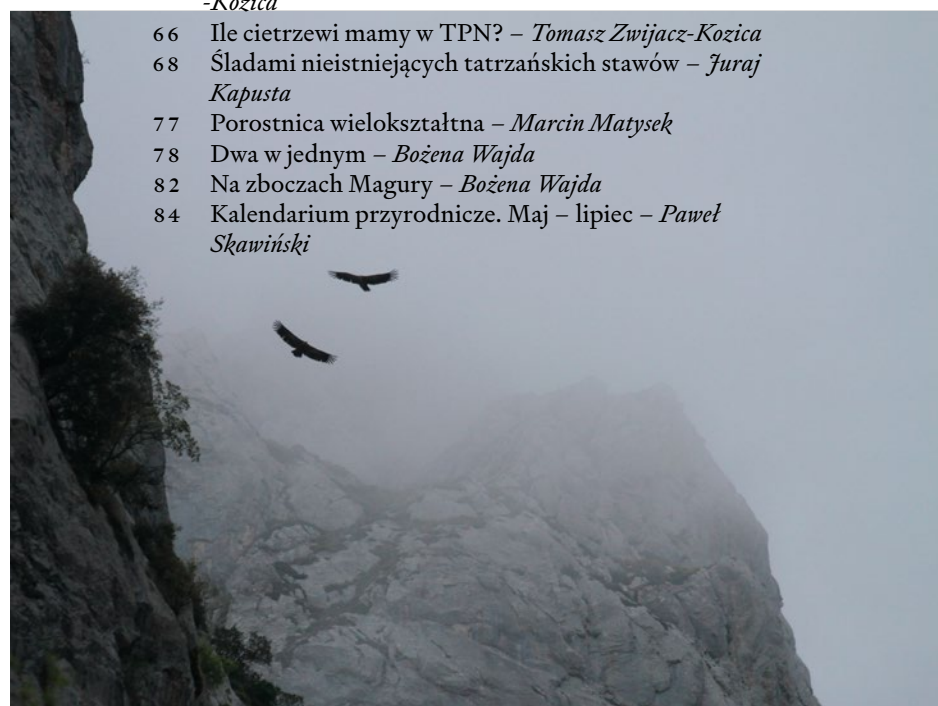 -Kozica
66 Ile cietrzewi mamy w TPN? – Tomasz Zwijacz-Kozica
68 Śladami nieistniejących tatrzańskich stawów – Juraj
Kapusta
77 Porostnica wielokształtna – Marcin Matysek
78 Dwa w jednym – Bożena Wajda
82 Na zboczach Magury – Bożena Wajda
84 Kalendarium przyrodnicze. Maj – lipiec – Paweł
Skawiński